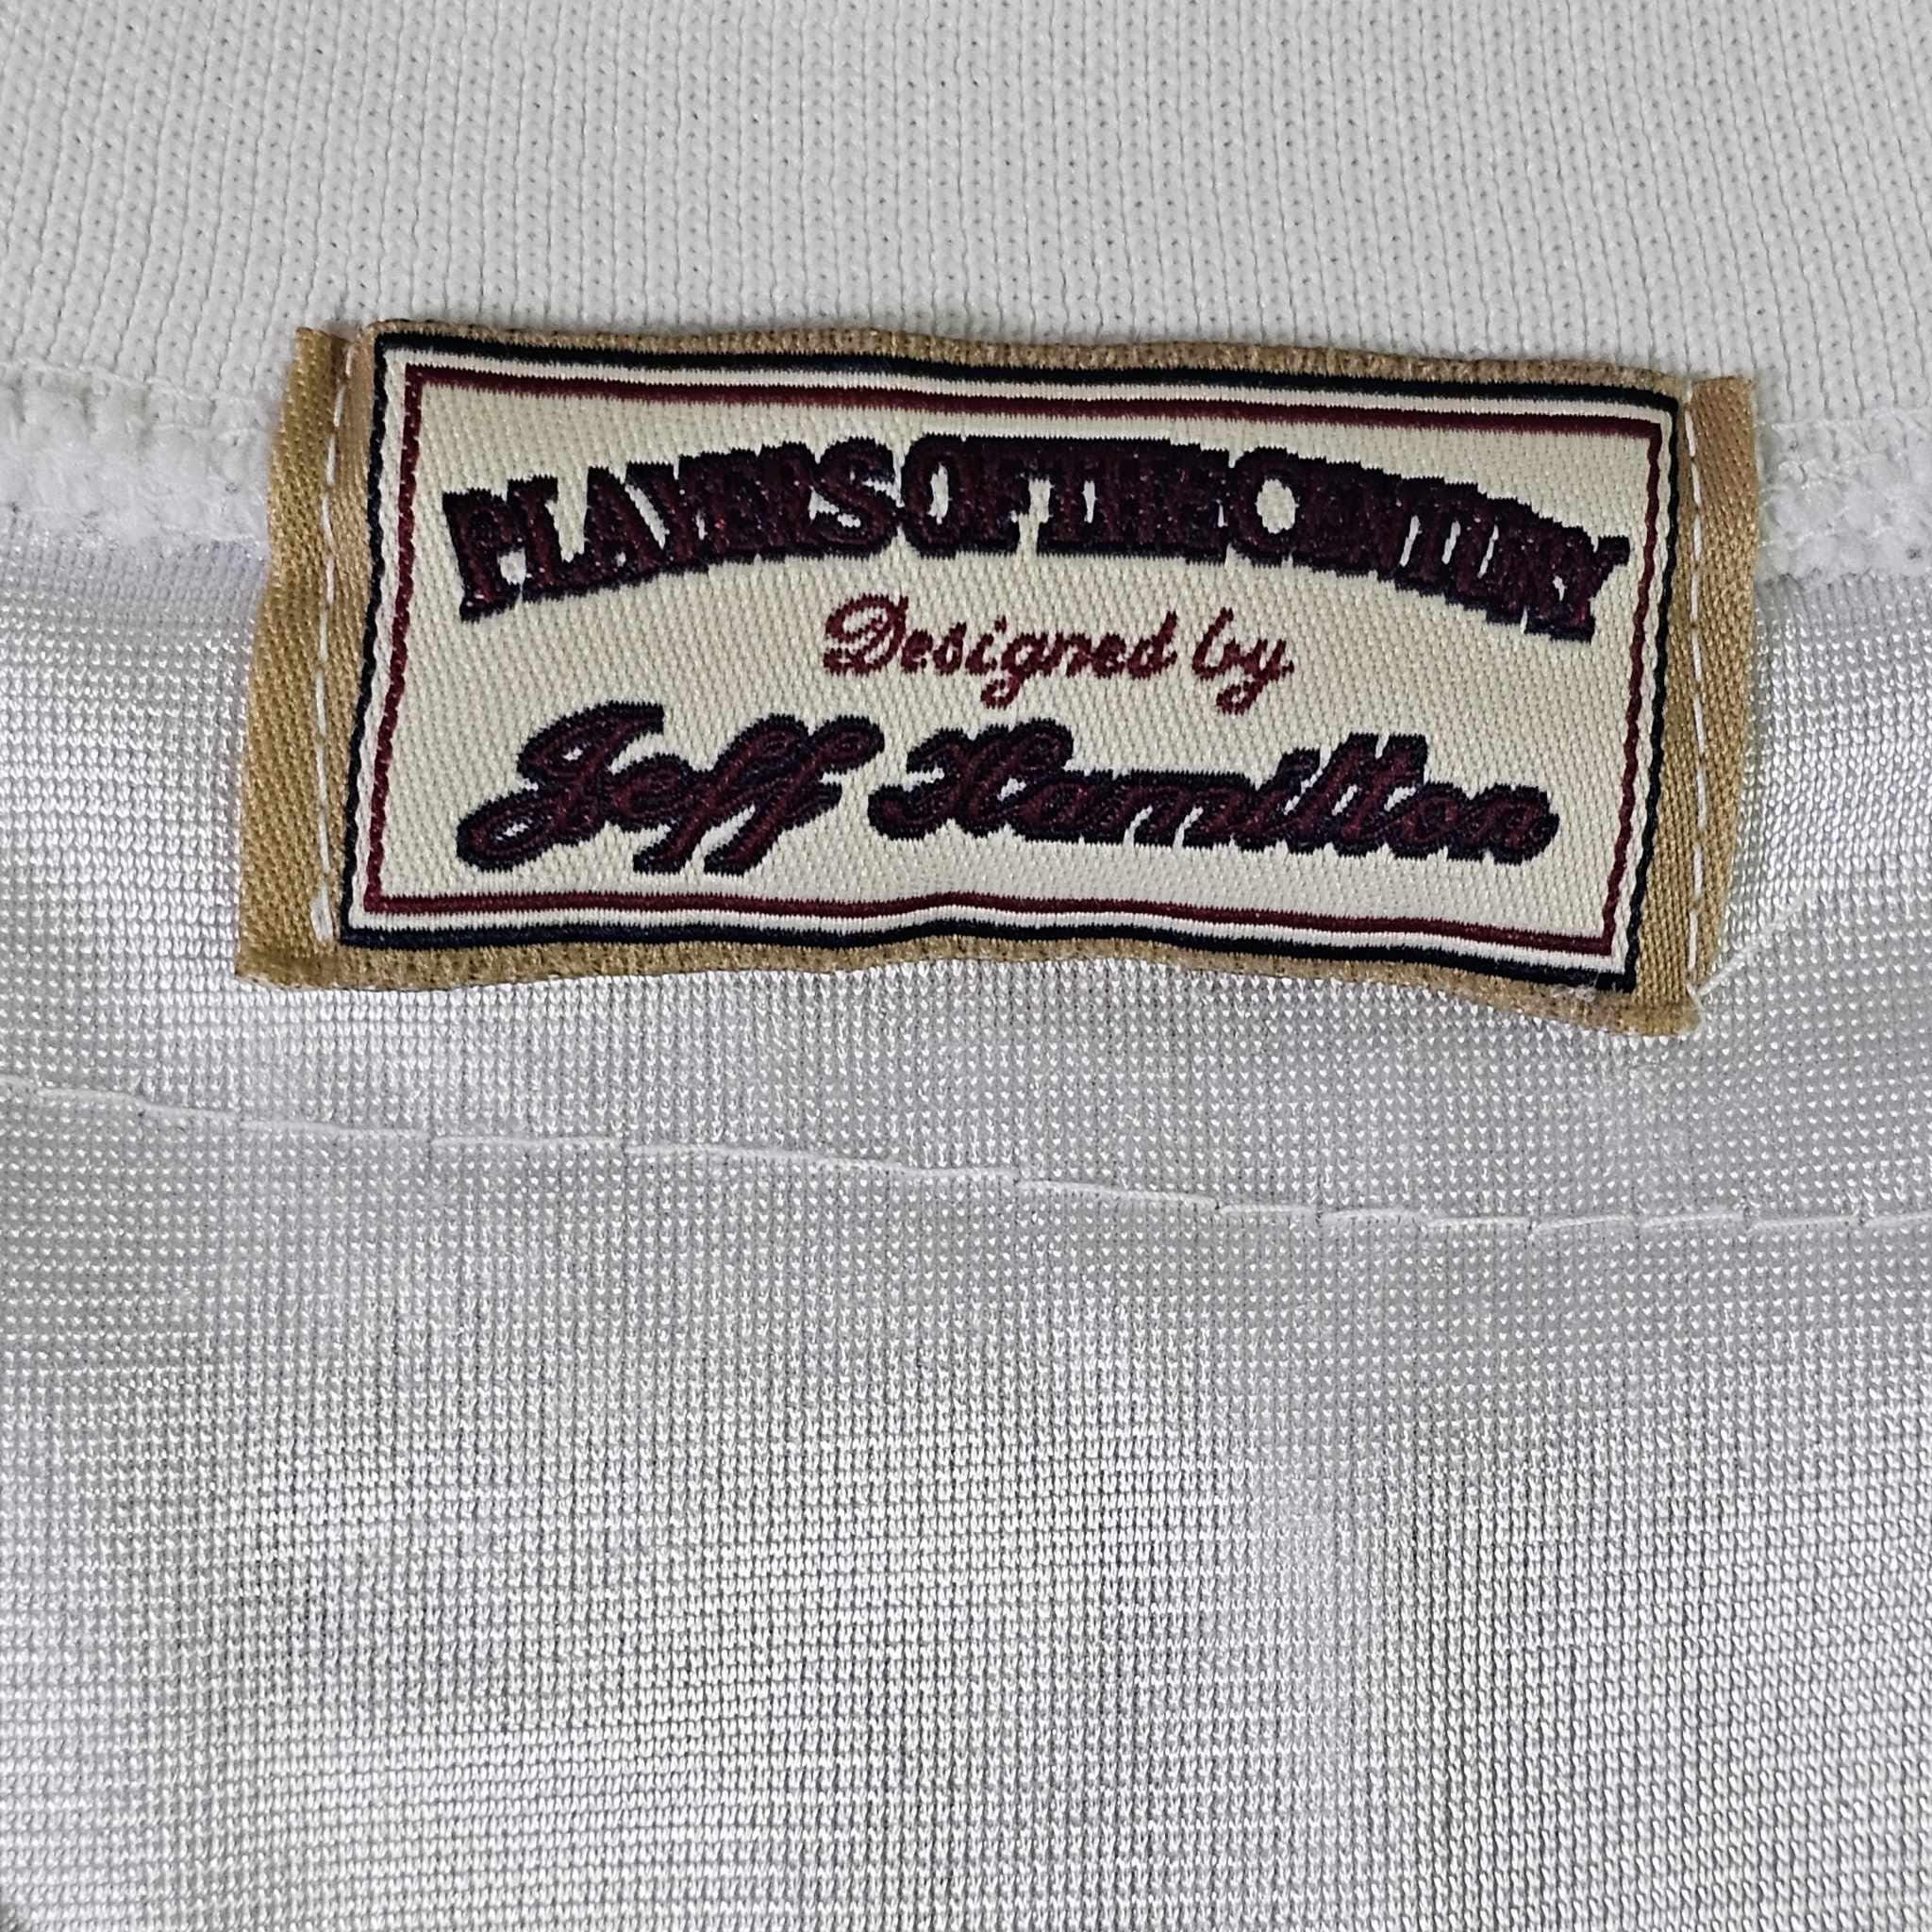 PLAYERS OF THE CENTURY
Designed by
Jeff Hamilton